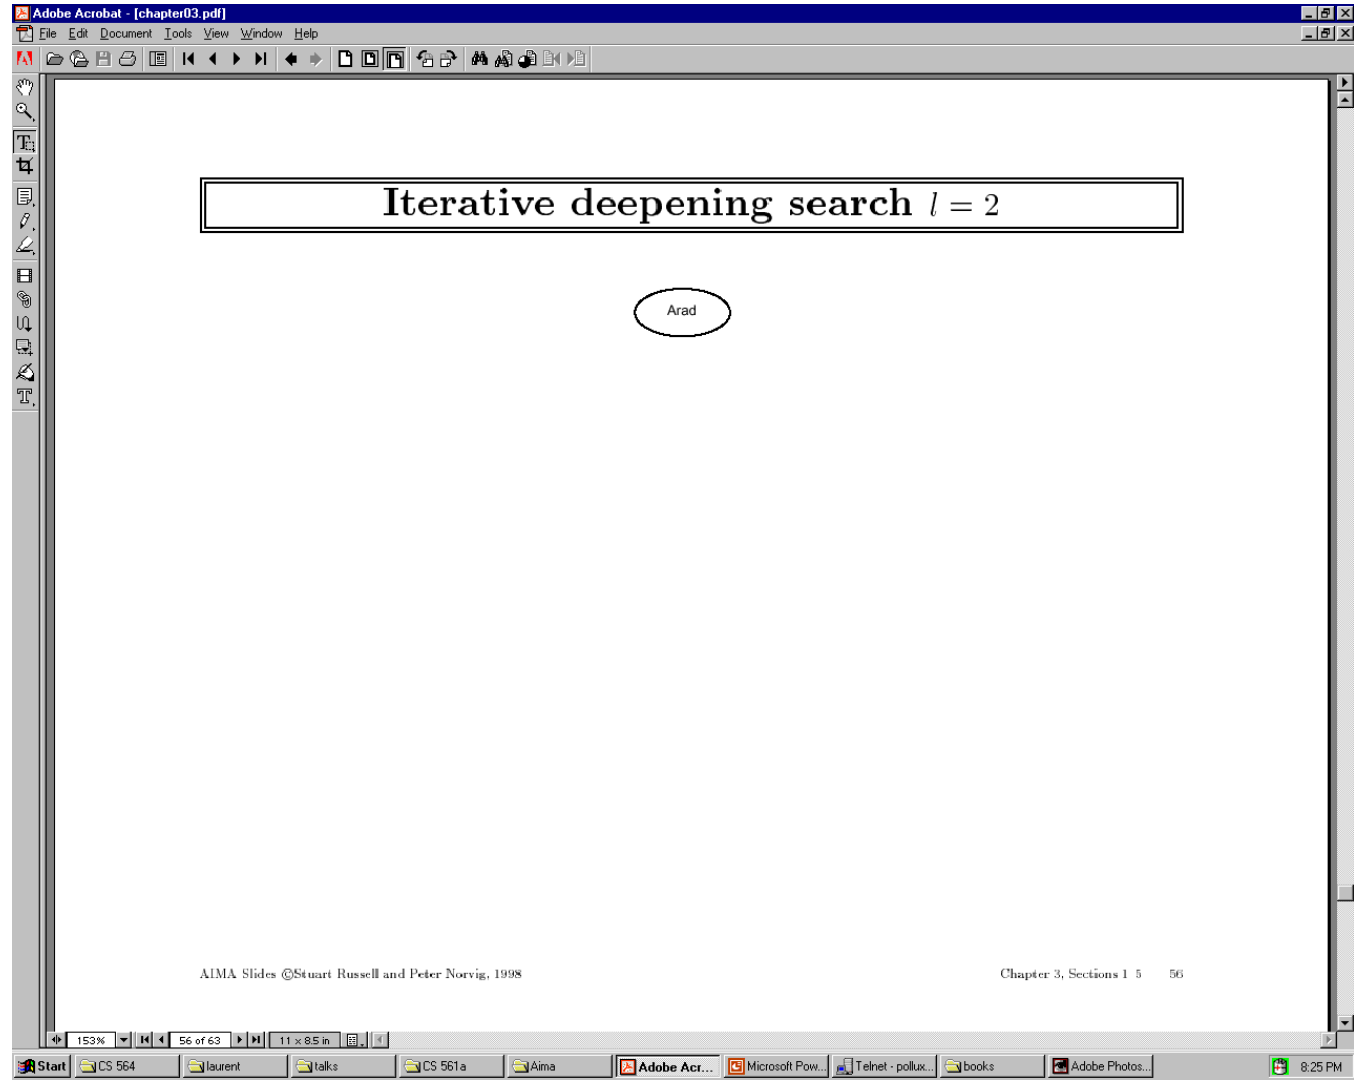 Adobe Acrobat - [chapter03.pdf]
File Edit Document Tools View Window Help
Iterative deepening search l = 2
Arad
AIMA Slides ©Stuart Russell and Peter Norvig, 1998
Chapter 3, Sections 1 5 56
153% 56 of 63 11 x 8.5 in
Start CS 564 laurent talks CS 561a Aima Adobe Acr... Microsoft Pow... Telnet - pollux... books Adobe Photos... 8:25 PM